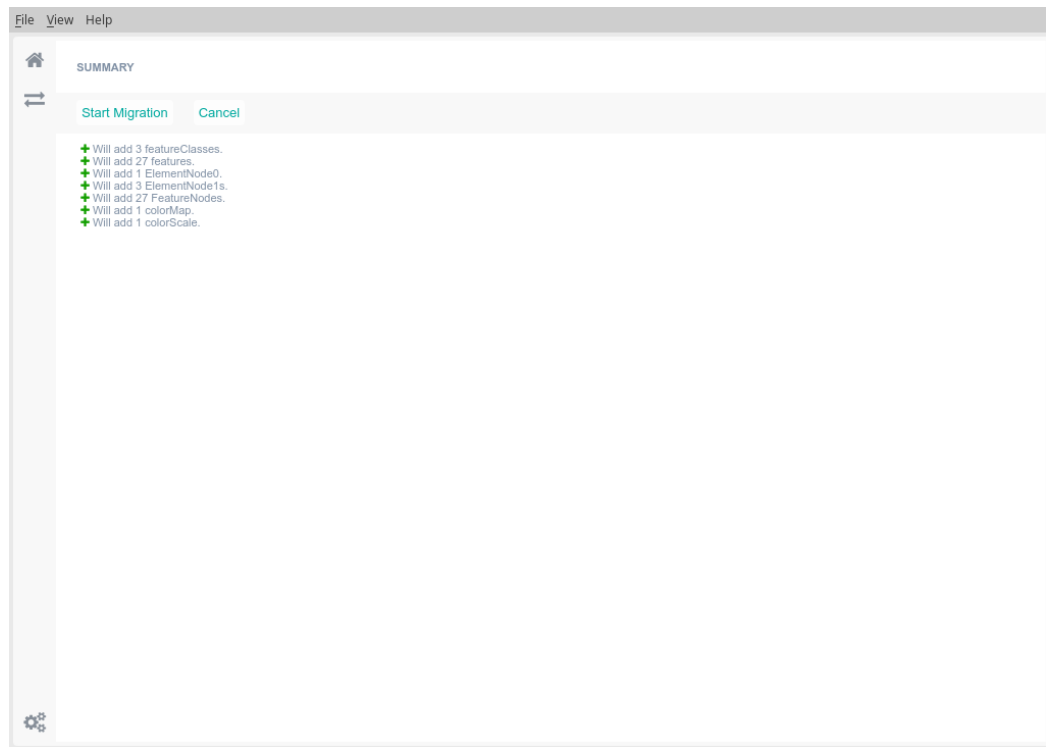 File View Help
SUMMARY
Start Migration Cancel
Will add 3 featureClasses.
Will add 27 features.
Will add 1 ElementNode0.
Will add 3 ElementNode1s.
Will add 27 FeatureNodes.
Will add 1 colorMap.
Will add 1 colorScale.